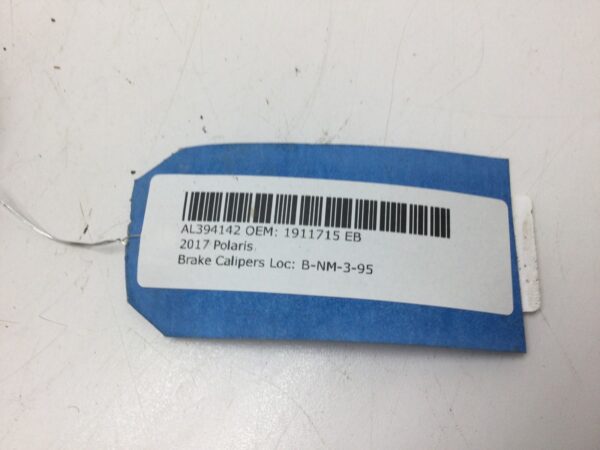 AL394142 OEM: 1911715 EB
2017 Polaris
Brake Calipers Loc: B-NM-3-95